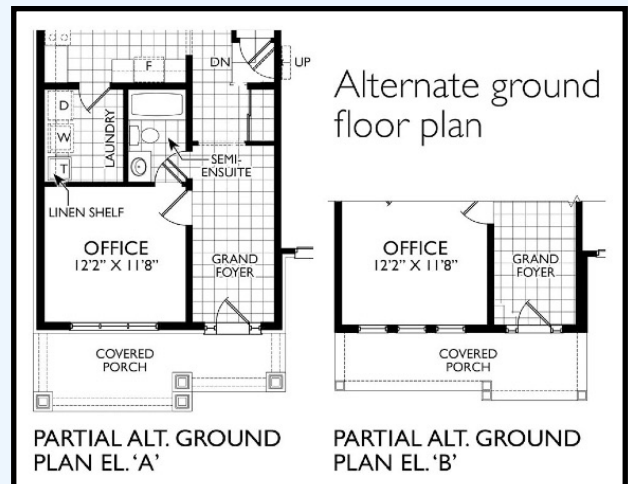 F
DN
UP
Alternate ground
floor plan
D
W
T
LAUNDRY
SEMI-
ENSUITE
LINEN SHELF
OFFICE
12'2" X 11'8"
GRAND
FOYER
COVERED
PORCH
PARTIAL ALT. GROUND
PLAN EL. ‘A’
OFFICE
12'2" X 11'8"
GRAND
FOYER
COVERED
PORCH
PARTIAL ALT. GROUND
PLAN EL. ‘B’